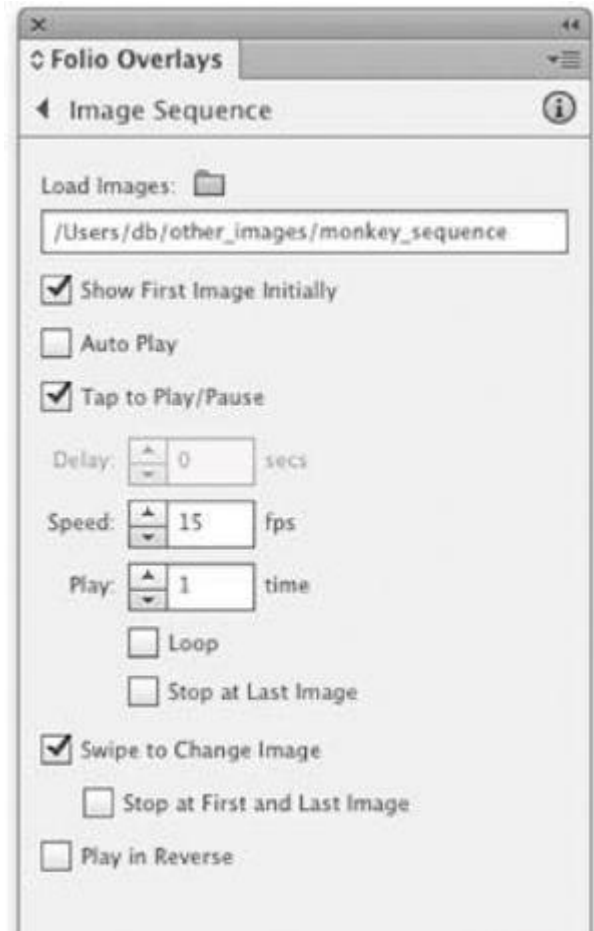 Folio Overlays
Image Sequence
Load Images:
/Users/db/other_images/monkey_sequence
Show First Image Initially
Auto Play
Tap to Play/Pause
Delay: 0 secs
Speed: 15 fps
Play: 1 time
Loop
Stop at Last Image
Swipe to Change Image
Stop at First and Last Image
Play in Reverse